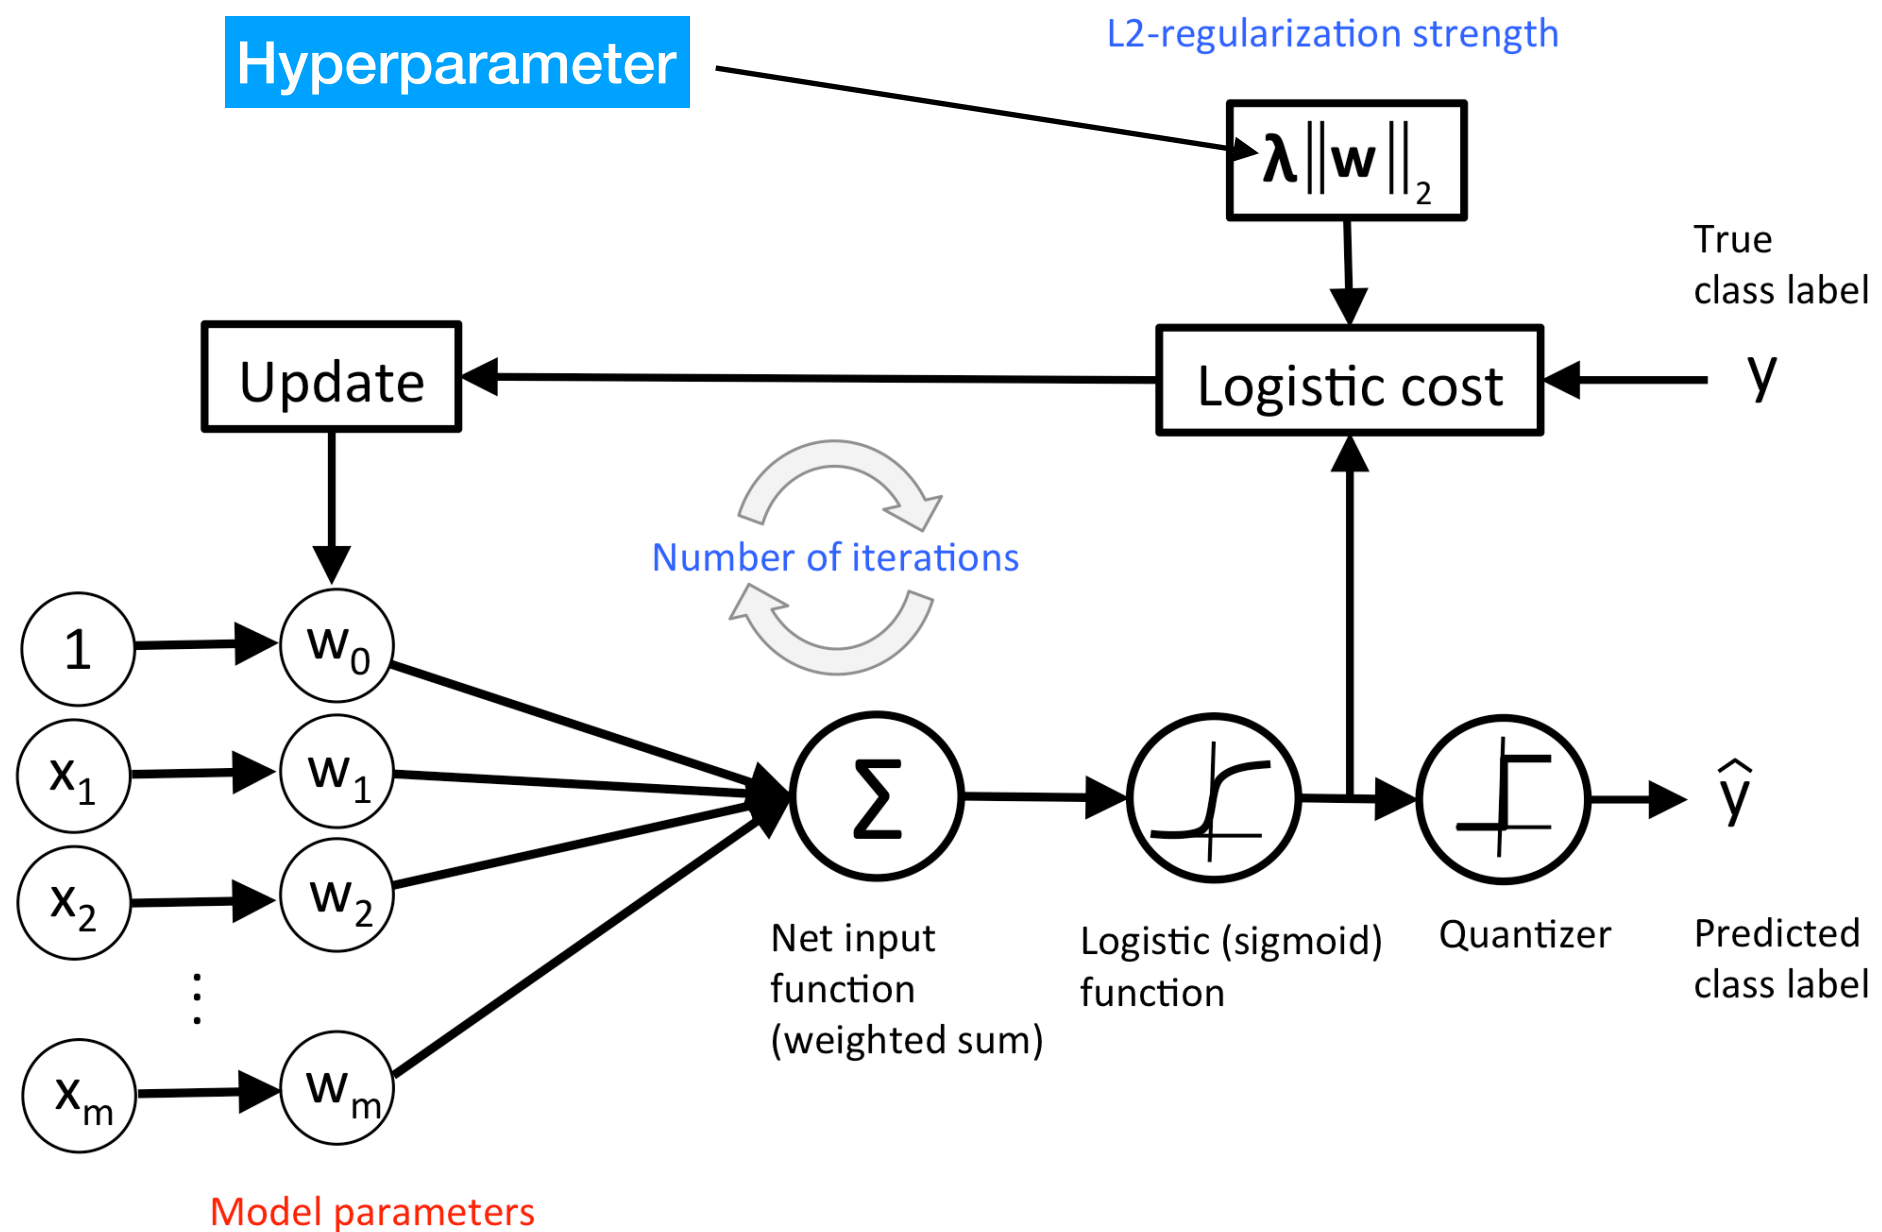 Hyperparameter
L2-regularization strength
λ||w||₂
True
class label
Update
Logistic cost
y
Number of iterations
1
w₀
x₁
w₁
Σ
ŷ
x₂
w₂
Net input
function
(weighted sum)
Logistic (sigmoid)
function
Quantizer
Predicted
class label
⋮
xₘ
wₘ
Model parameters